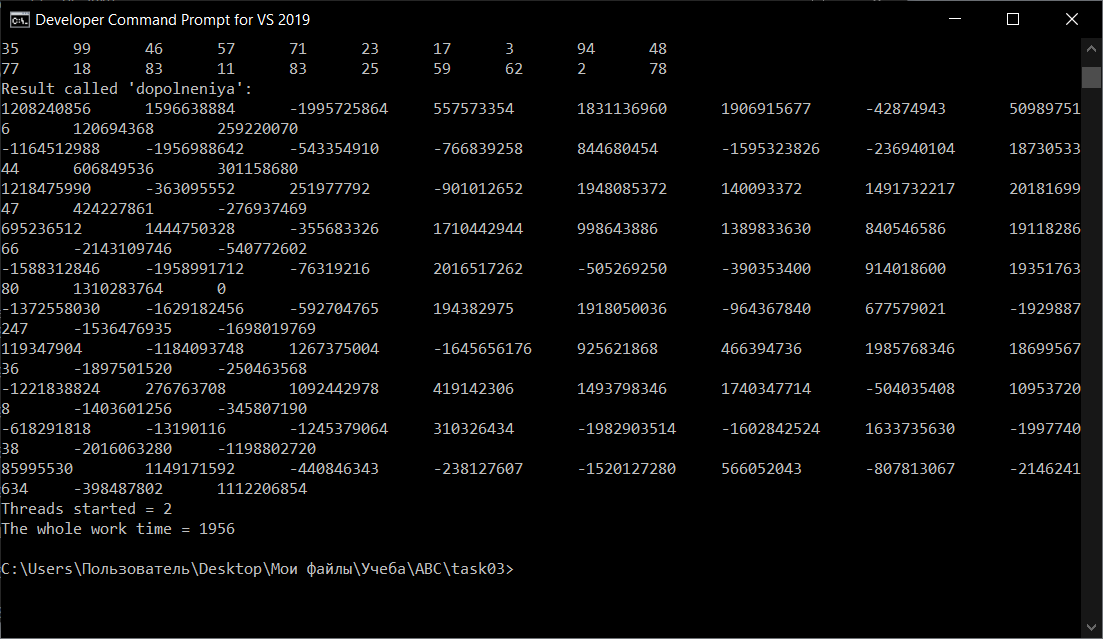 Developer Command Prompt for VS 2019
35 99 46 57 71 23 17 3 94 48
77 18 83 11 83 25 59 62 2 78
Result called 'dopolneniya':
1208240856 1596638884 -1995725864 557573354 1831136960 1906915677 -42874943 50989751
6 120694368 259220070
-1164512988 -1956988642 -543354910 -766839258 844680454 -1595323826 -236940104 18730533
44 606849536 301158680
1218475990 -363095552 251977792 -901012652 1948085372 140093372 1491732217 20181699
47 424227861 -276937469
695236512 1444750328 -355683326 1710442944 998643886 1389833630 840546586 19118286
66 -2143109746 -540772602
-1588312846 -1958991712 -76319216 2016517262 -505269250 -390353400 914018600 19351763
80 1310283764 0
-1372558030 -1629182456 -592704765 194382975 1918050036 -964367840 677579021 -1929887
247 -1536476935 -1698019769
119347904 -1184093748 1267375004 -1645656176 925621868 466394736 1985768346 18699567
36 -1897501520 -250463568
-1221838824 276763708 1092442978 419142306 1493798346 1740347714 -504035408 10953720
8 -1403601256 -345807190
-618291818 -13190116 -1245379064 310326434 -1982903514 -1602842524 1633735630 -1997740
38 -2016063280 -1198802720
85995530 1149171592 -440846343 -238127607 -1520127280 566052043 -807813067 -2146241
634 -398487802 1112206854
Threads started = 2
The whole work time = 1956
C:\Users\Пользователь\Desktop\Мои файлы\Учеба\АВС\task03>